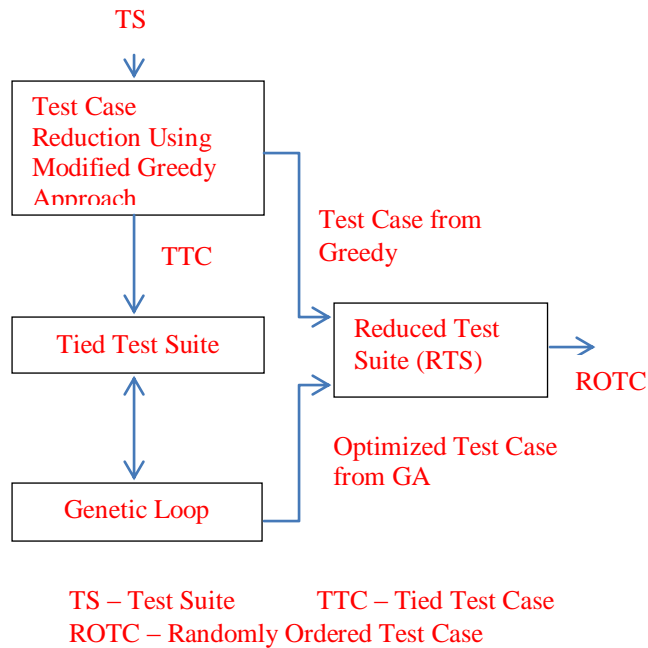 TS
Test Case
Reduction Using
Modified Greedy
Approach
TTC
Test Case from
Greedy
Tied Test Suite
Reduced Test
Suite (RTS)
ROTC
Optimized Test Case
from GA
Genetic Loop
TS – Test Suite TTC – Tied Test Case
ROTC – Randomly Ordered Test Case